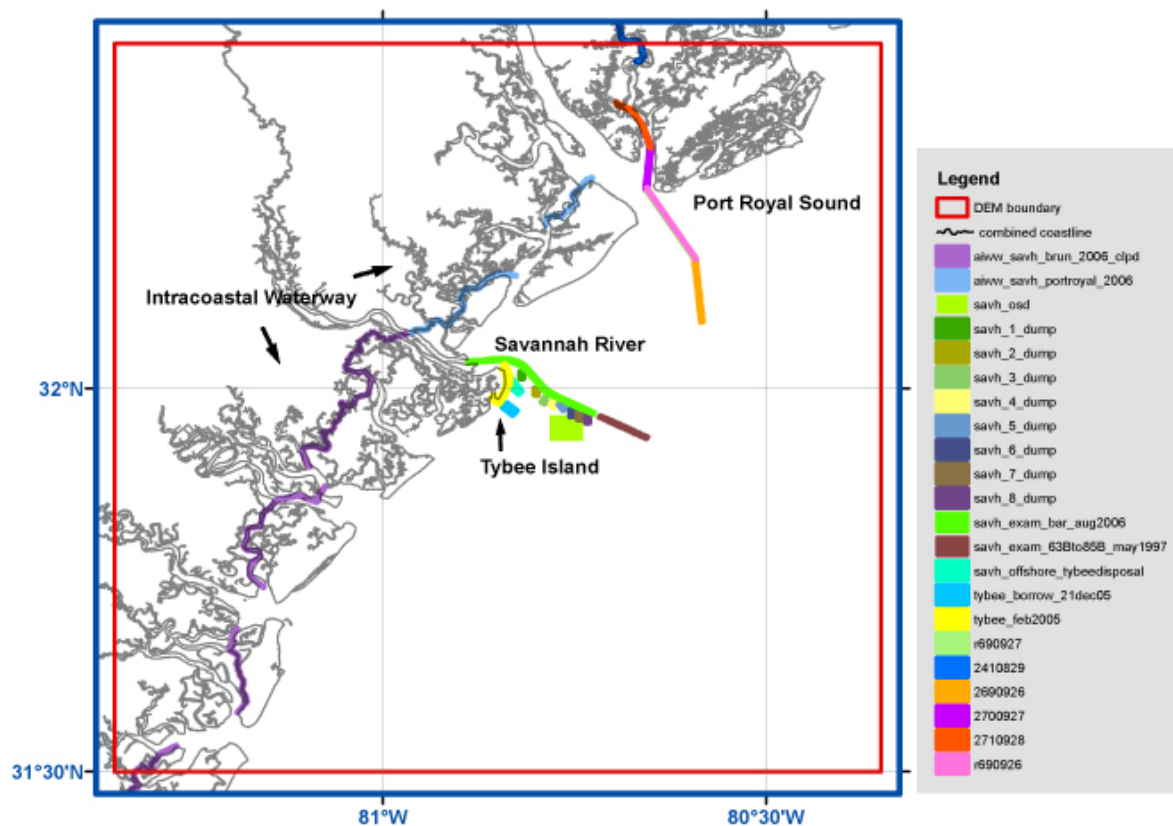 Port Royal Sound
Intracoastal Waterway
Savannah River
Tybee Island
32°N
31°30'N
81°W
80°30'W
Legend
DEM boundary
combined coastline
aiww_savh_brun_2006_clpd
aiww_savh_portroyal_2006
savh_osd
savh_1_dump
savh_2_dump
savh_3_dump
savh_4_dump
savh_5_dump
savh_6_dump
savh_7_dump
savh_8_dump
savh_exam_bar_aug2006
savh_exam_63Bto85B_may1997
savh_offshore_tybeedisposal
tybee_borrow_21dec05
tybee_feb2005
r690927
2410829
2690926
2700927
2710928
r690926